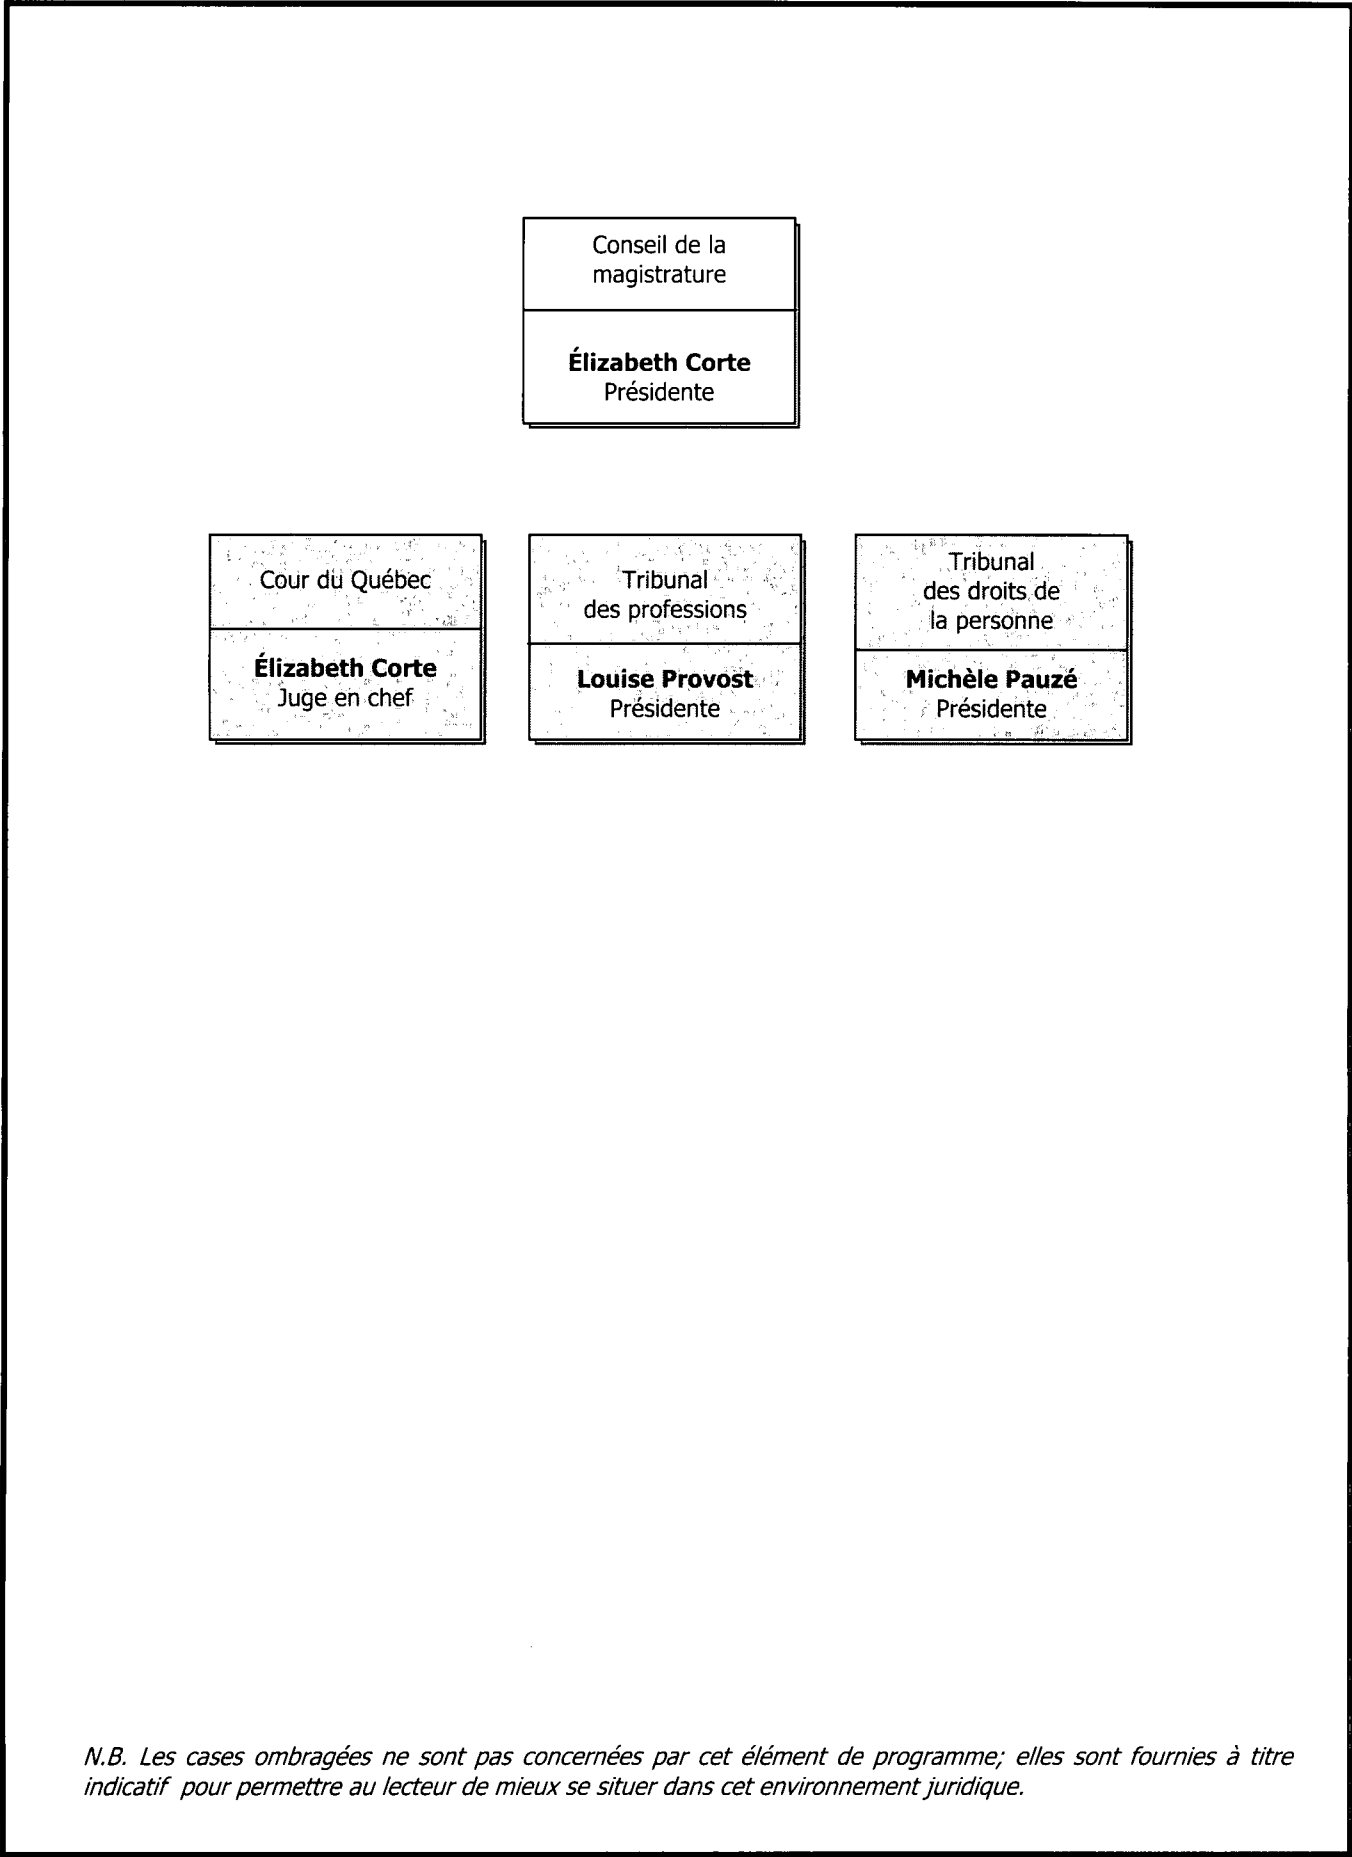 Conseil de la
magistrature
Élizabeth Corte
Présidente
Cour du Québec
Élizabeth Corte
Juge en chef
Tribunal
des professions
Louise Provost
Présidente
Tribunal
des droits de
la personne
Michèle Pauzé
Présidente
N.B. Les cases ombragées ne sont pas concernées par cet élément de programme; elles sont fournies à titre
indicatif pour permettre au lecteur de mieux se situer dans cet environnement juridique.